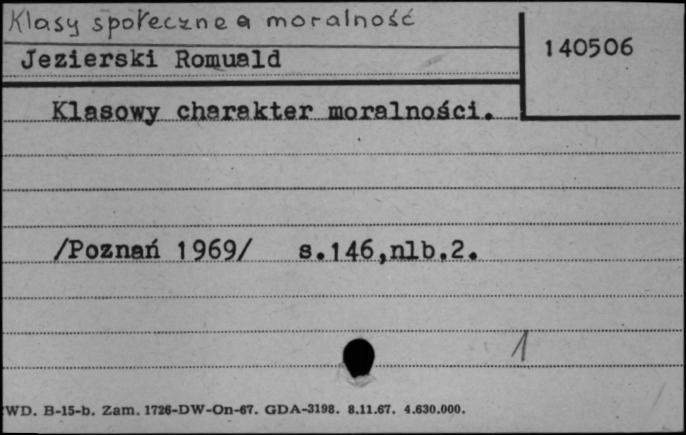 Klasy społeczne a moralność
140506
Jezierski Romuald
Klasowy charakter moralności.
/Poznań 1969/ s.146,nlb.2.
1
WD. B-15-b. Zam. 1726-DW-On-67. GDA-3198. 8.11.67. 4.630.000.